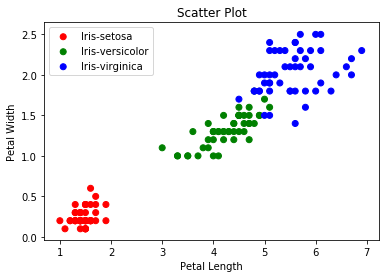 Scatter Plot
Iris-setosa
Iris-versicolor
Iris-virginica
Petal Width
2.5
2.0
1.5
1.0
0.5
0.0
1 2 3 4 5 6 7
Petal Length